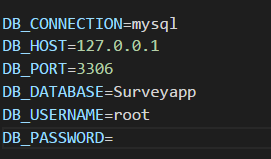 DB_CONNECTION=mysql
DB_HOST=127.0.0.1
DB_PORT=3306
DB_DATABASE=Surveyapp
DB_USERNAME=root
DB_PASSWORD=